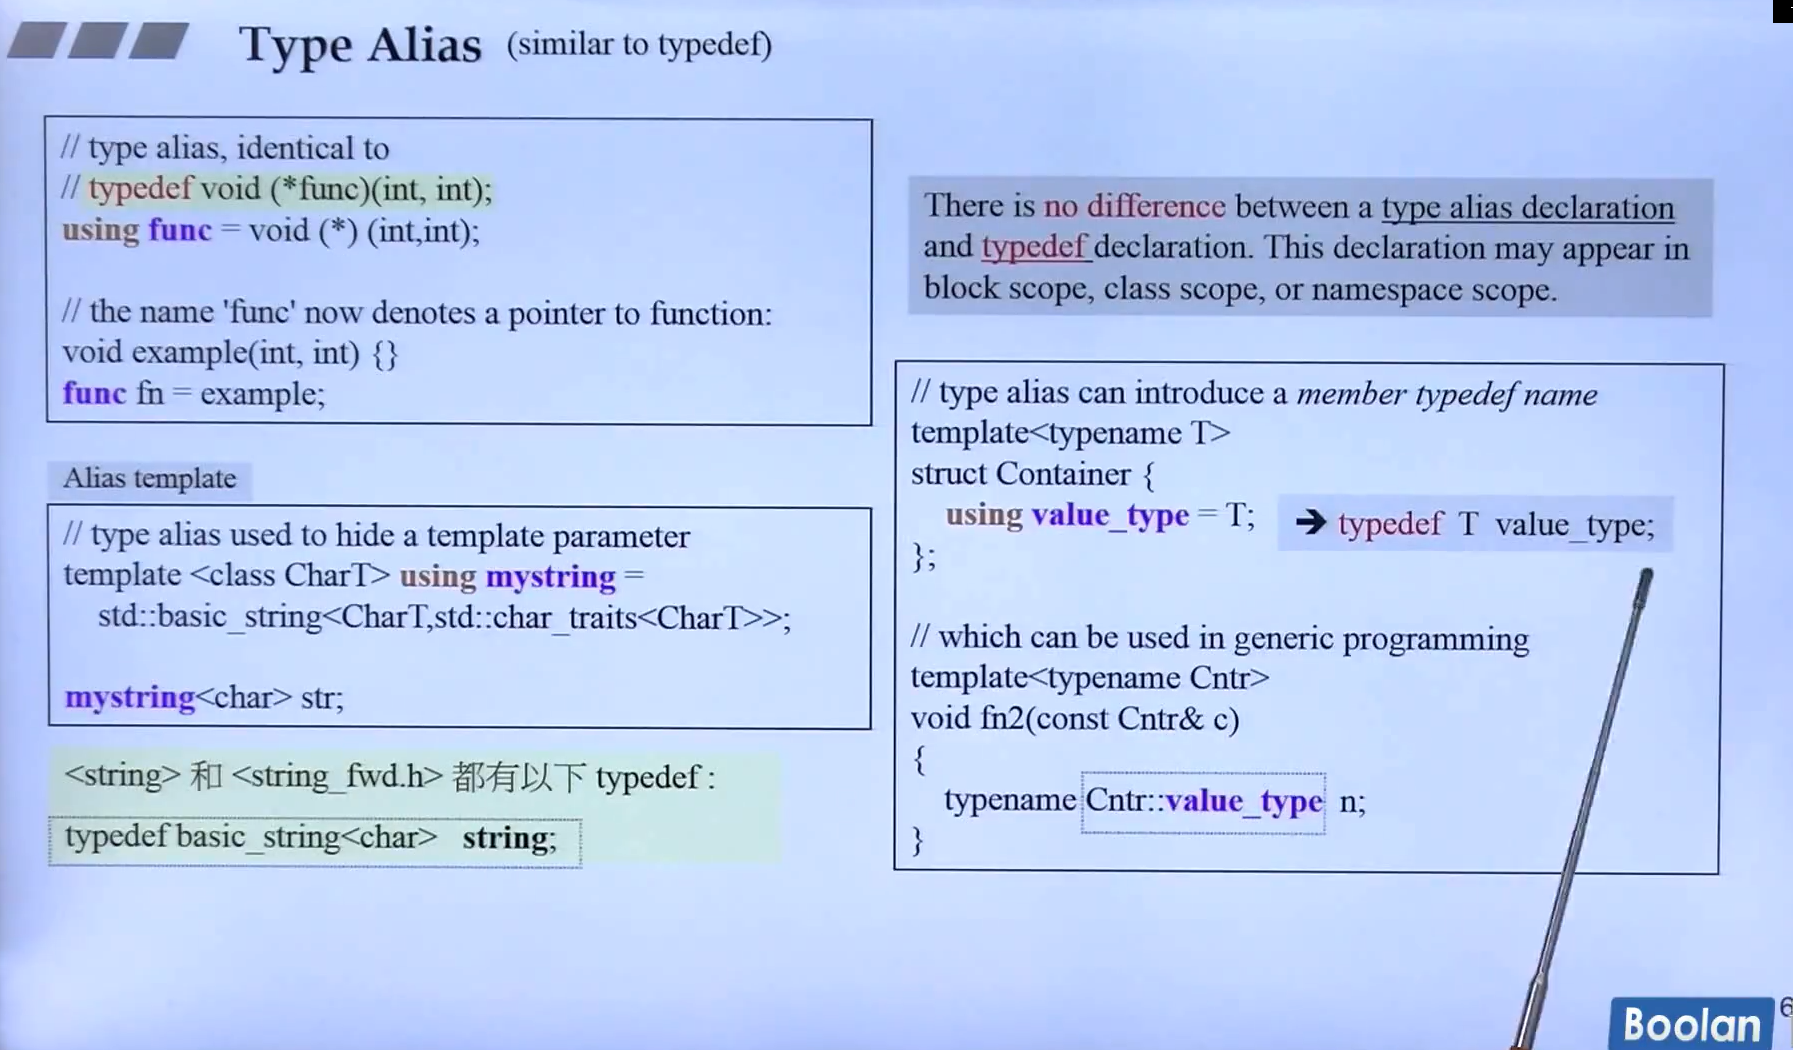 Type Alias (similar to typedef)
// type alias, identical to
// typedef void (*func)(int, int);
using func = void (*) (int,int);
// the name 'func' now denotes a pointer to function:
void example(int, int) {}
func fn = example;
Alias template
// type alias used to hide a template parameter
template <class CharT> using mystring =
std::basic_string<CharT,std::char_traits<CharT>>;
mystring<char> str;
<string> 和 <string_fwd.h> 都有以下 typedef :
typedef basic_string<char> string;
There is no difference between a type alias declaration
and typedef declaration. This declaration may appear in
block scope, class scope, or namespace scope.
// type alias can introduce a member typedef name
template<typename T>
struct Container {
using value_type = T; ➔ typedef T value_type;
};
// which can be used in generic programming
template<typename Cntr>
void fn2(const Cntr& c)
{
typename Cntr::value_type n;
}
Boolan